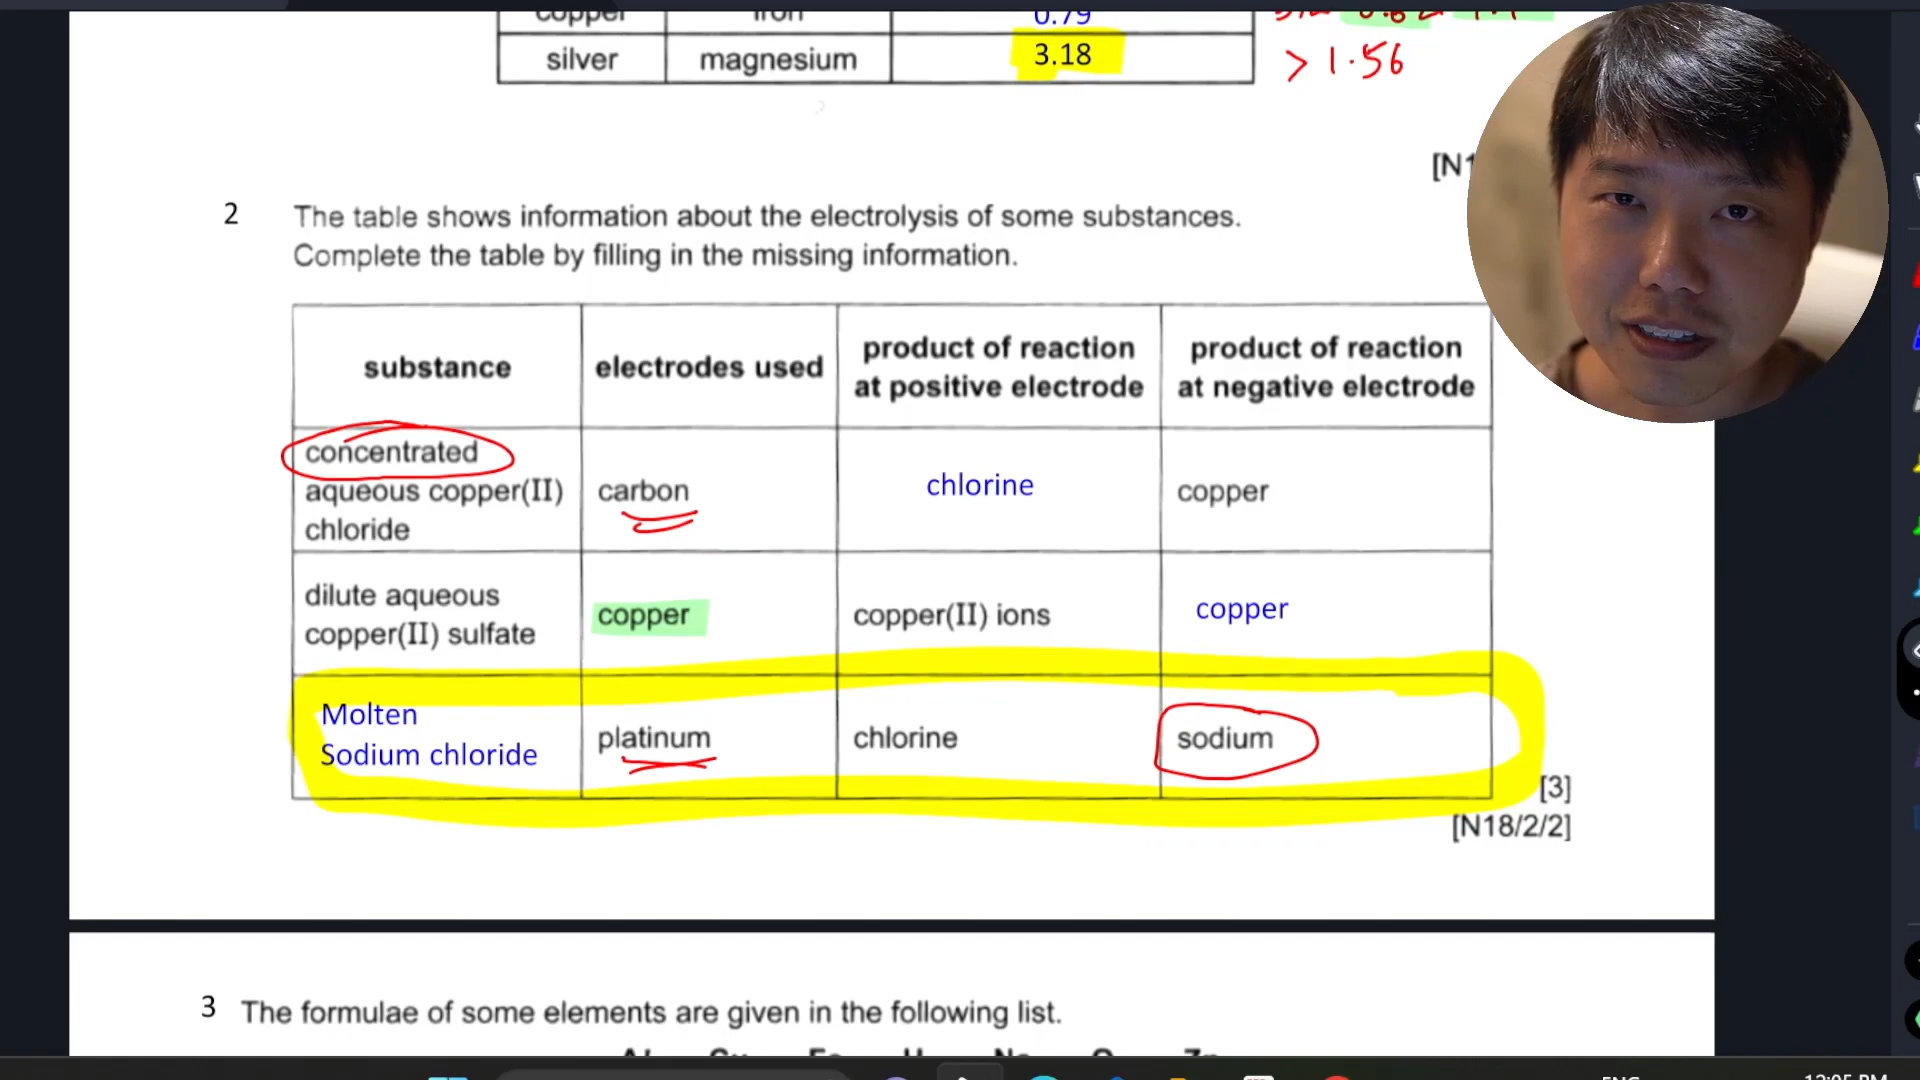 copper iron 0.79
silver magnesium 3.18 > 1.56
2 The table shows information about the electrolysis of some substances.
Complete the table by filling in the missing information.
substance electrodes used product of reaction at positive electrode product of reaction at negative electrode
concentrated aqueous copper(II) chloride carbon chlorine copper
dilute aqueous copper(II) sulfate copper copper(II) ions copper
Molten Sodium chloride platinum chlorine sodium
[3]
[N18/2/2]
3 The formulae of some elements are given in the following list.